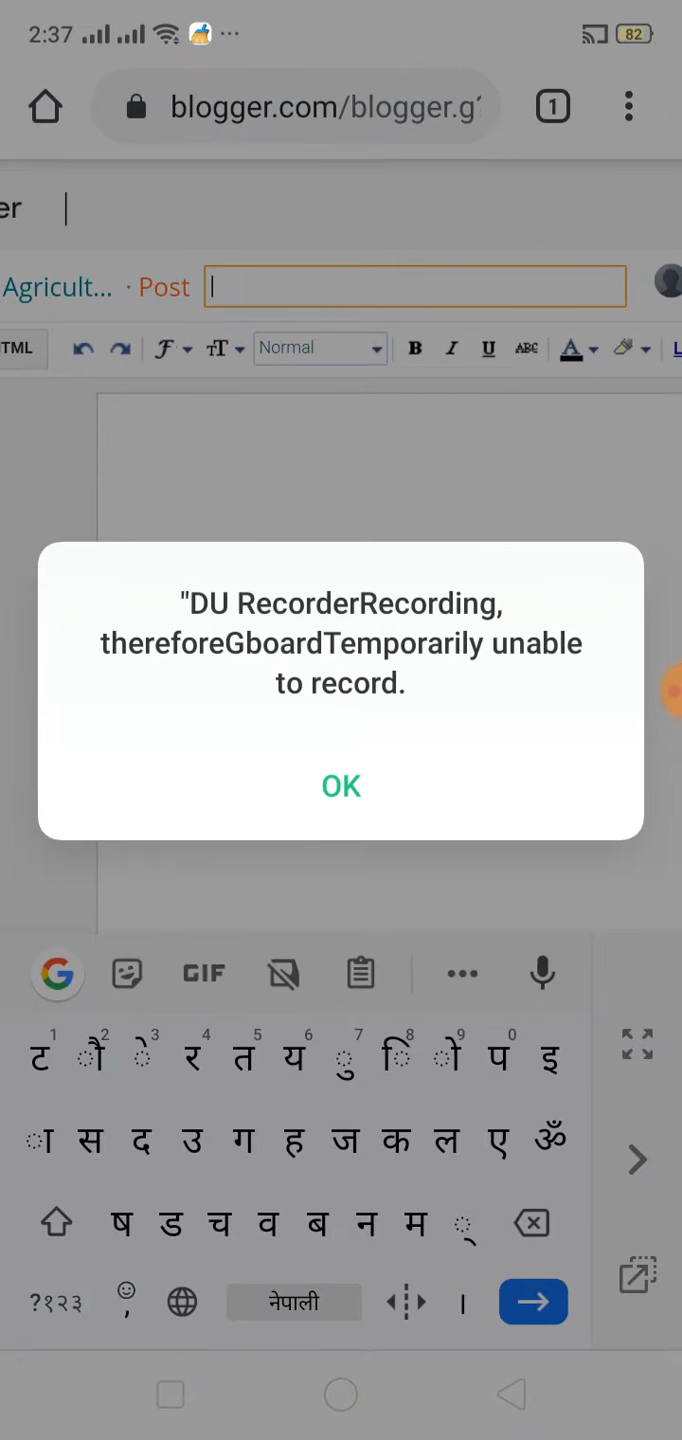 2:37 82
blogger.com/blogger.g 1
er
Agricult... · Post
TML Normal B I U ABC A L
"DU RecorderRecording,
thereforeGboardTemporarily unable
to record.
OK
G GIF
1 2 3 4 5 6 7 8 9 0
ट ौ े र त य ु ि ो प इ
ा स द उ ग ह ज क ल ए ॐ
ष ड च व ब न म ्
?१२३ , नेपाली ।